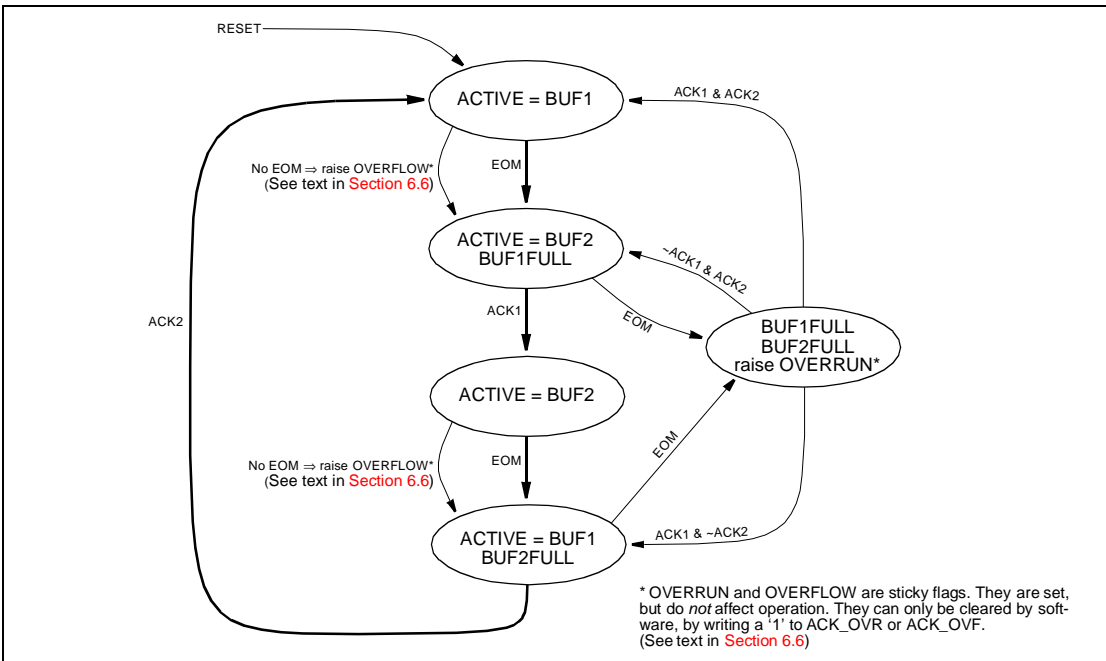 RESET
ACTIVE = BUF1
ACK1 & ACK2
No EOM ⇒ raise OVERFLOW*
(See text in Section 6.6)
EOM
ACTIVE = BUF2
BUF1FULL
~ACK1 & ACK2
EOM
ACK1
ACK2
BUF1FULL
BUF2FULL
raise OVERRUN*
ACTIVE = BUF2
No EOM ⇒ raise OVERFLOW*
(See text in Section 6.6)
EOM
EOM
ACTIVE = BUF1
BUF2FULL
ACK1 & ~ACK2
* OVERRUN and OVERFLOW are sticky flags. They are set,
but do not affect operation. They can only be cleared by soft-
ware, by writing a ‘1’ to ACK_OVR or ACK_OVF.
(See text in Section 6.6)